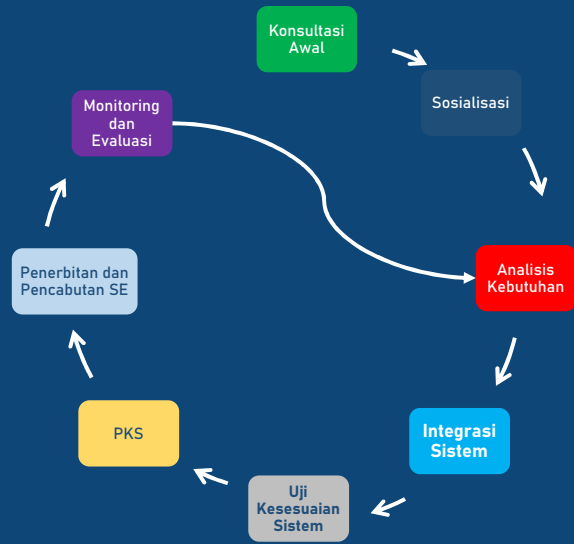 Konsultasi
Awal
Sosialisasi
Analisis
Kebutuhan
Integrasi
Sistem
Uji
Kesesuaian
Sistem
PKS
Penerbitan dan
Pencabutan SE
Monitoring
dan
Evaluasi